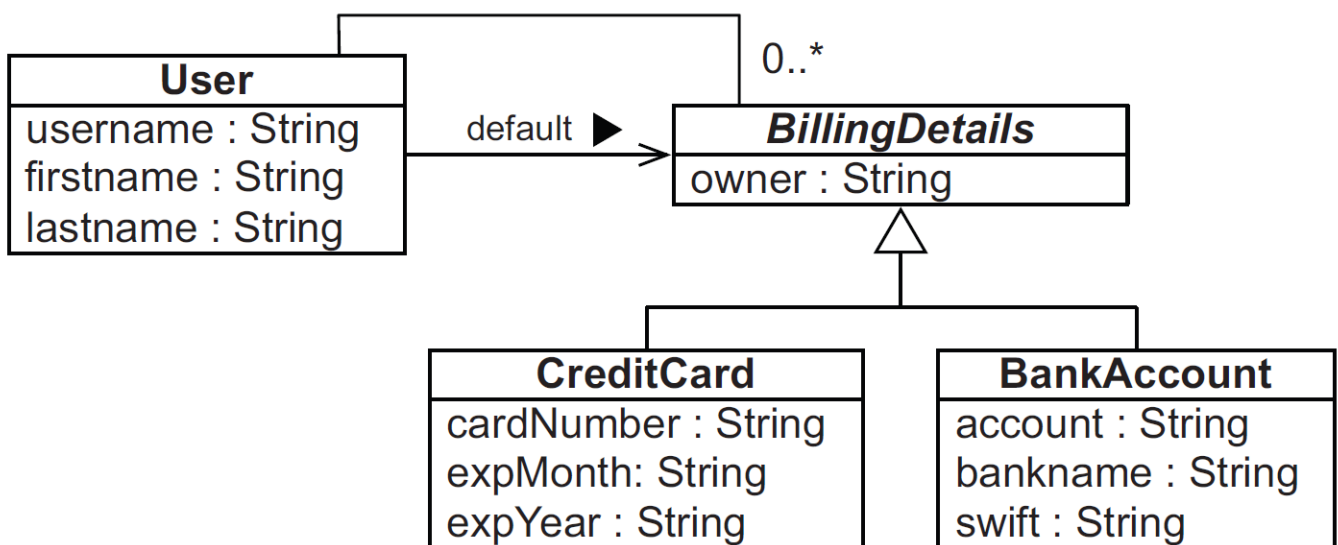 0..*
User
username : String
firstname : String
lastname : String
default
BillingDetails
owner : String
CreditCard
cardNumber : String
expMonth: String
expYear : String
BankAccount
account : String
bankname : String
swift : String